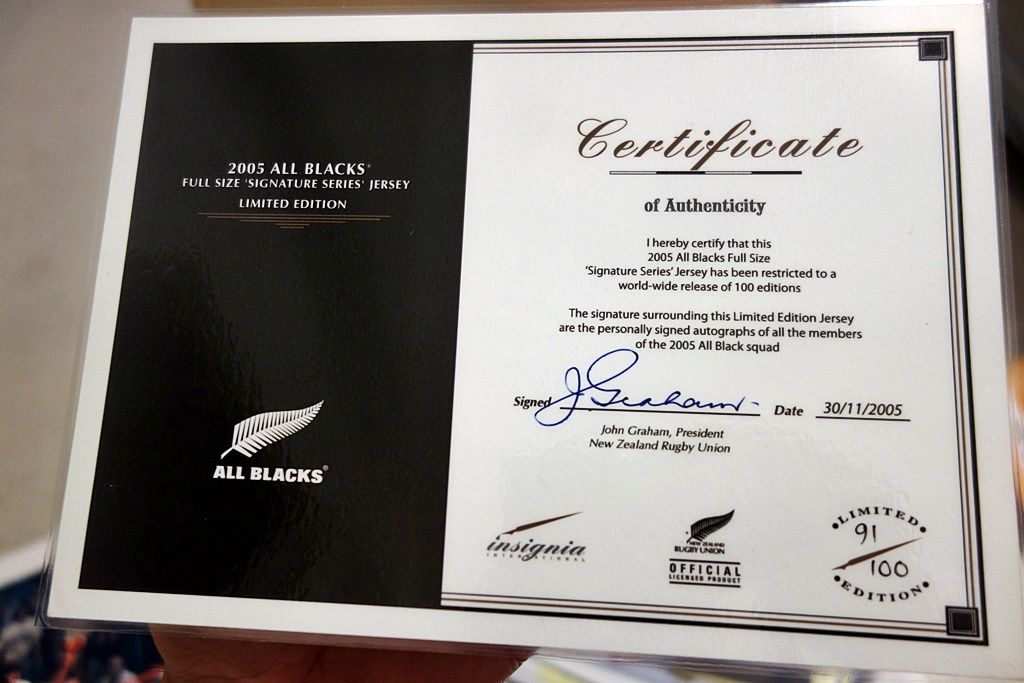 2005 ALL BLACKS®
FULL SIZE 'SIGNATURE SERIES' JERSEY
LIMITED EDITION
ALL BLACKS®
Certificate
of Authenticity
I hereby certify that this
2005 All Blacks Full Size
'Signature Series' Jersey has been restricted to a
world-wide release of 100 editions
The signature surrounding this Limited Edition Jersey
are the personally signed autographs of all the members
of the 2005 All Black squad
Signed J Graham Date 30/11/2005
John Graham, President
New Zealand Rugby Union
insignia
INTERNATIONAL
NEW ZEALAND
RUGBY UNION
OFFICIAL
LICENSED PRODUCT
•LIMITED•
91
100
•EDITION•